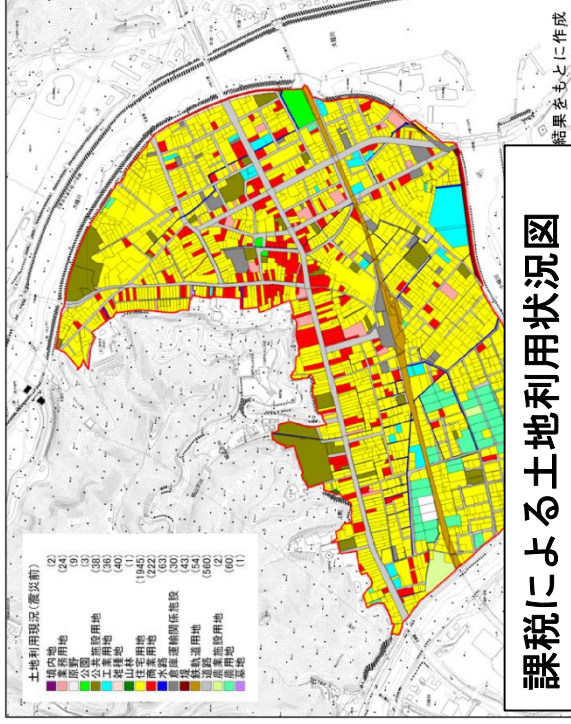 土地利用現況(震災前)
境内地 (2)
業務用地 (24)
原野 (9)
公園 (3)
公共施設用地 (38)
工業用地 (36)
雑種地 (40)
山林 (1)
住宅用地 (1945)
商業用地 (222)
水路 (63)
倉庫運輸関係施設 (30)
(43)
鉄軌道用地 (54)
道路 (560)
農業施設用地 (2)
農用地 (60)
墓地 (1)
大槌川
結果をもとに作成
課税による土地利用状況図